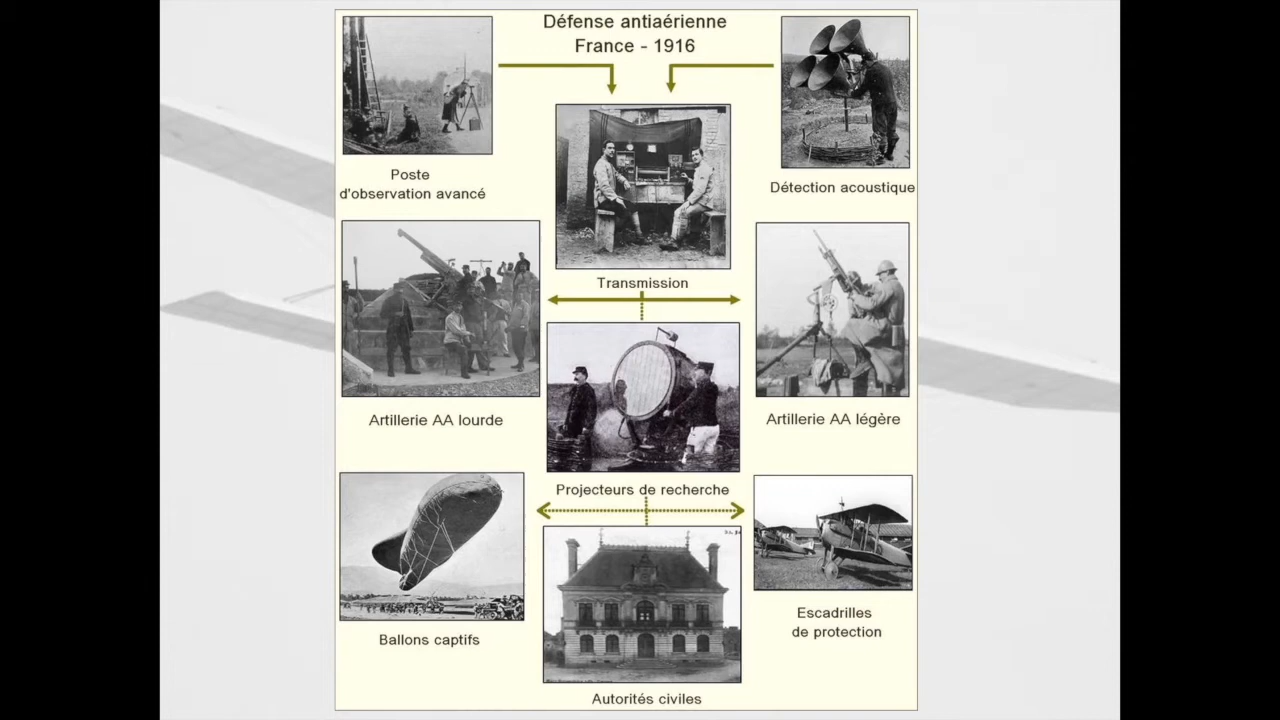 Défense antiaérienne
France - 1916
Poste
d'observation avancé
Détection acoustique
Transmission
Artillerie AA lourde
Artillerie AA légère
Projecteurs de recherche
Ballons captifs
Escadrilles
de protection
Autorités civiles